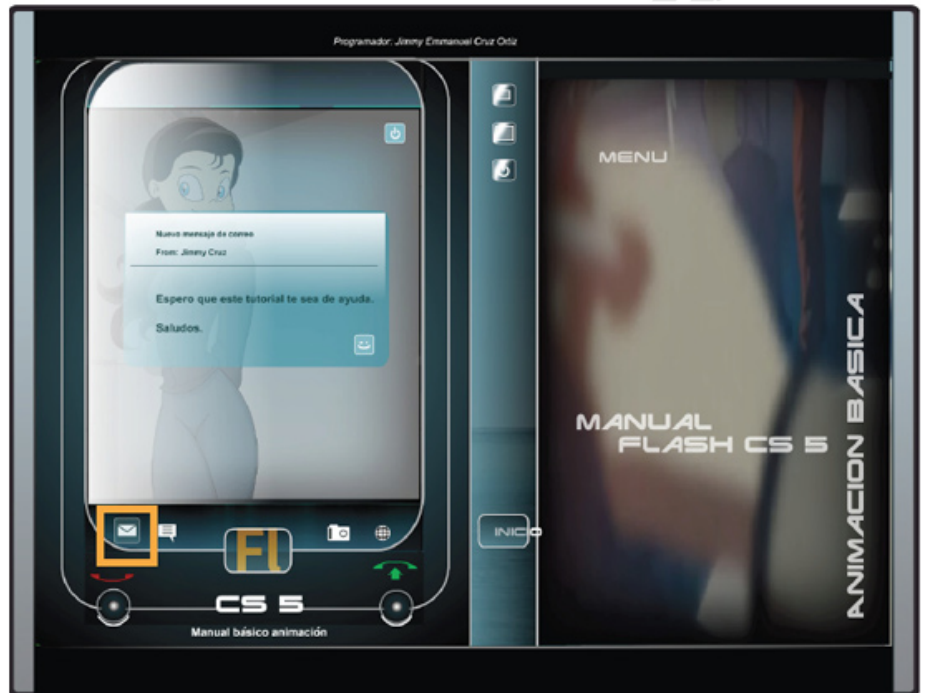 Programador: Jimmy Emmanuel Cruz Ortiz
Nuevo mensaje de correo
From: Jimmy Cruz
Espero que este tutorial te sea de ayuda.
Saludos.
Fl
CS 5
Manual básico animación
INICIO
MENU
MANUAL
FLASH CS 5
ANIMACION BASICA